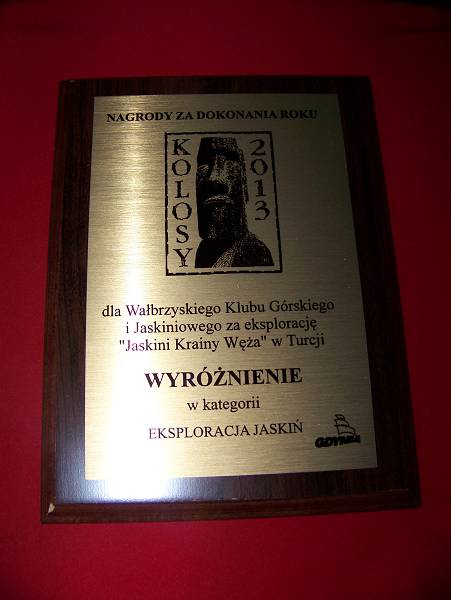 NAGRODY ZA DOKONANIA ROKU
KOLOSY
2013
dla Wałbrzyskiego Klubu Górskiego
i Jaskiniowego za eksplorację
"Jaskini Krainy Węża" w Turcji
WYRÓŻNIENIE
w kategorii
EKSPLORACJA JASKIŃ
GDYNIA